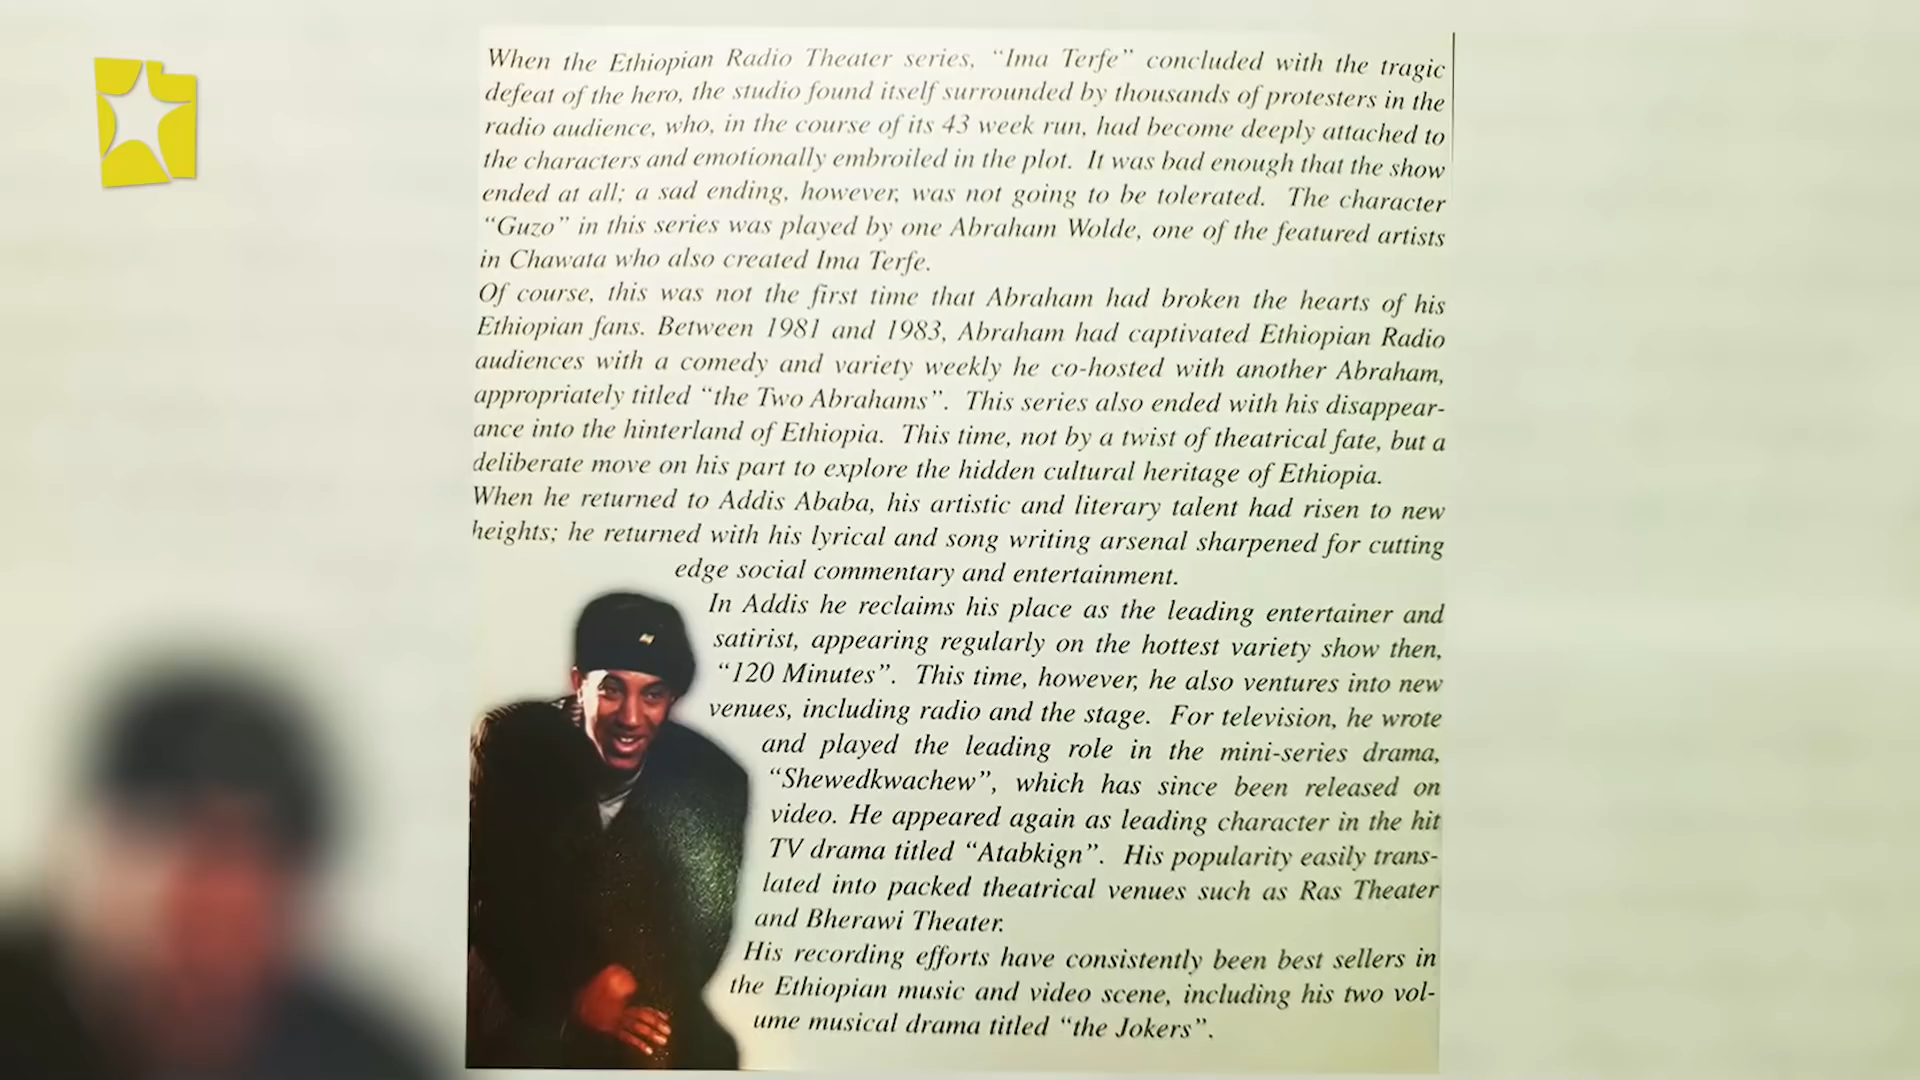 When the Ethiopian Radio Theater series, “Ima Terfe” concluded with the tragic
defeat of the hero, the studio found itself surrounded by thousands of protesters in the
radio audience, who, in the course of its 43 week run, had become deeply attached to
the characters and emotionally embroiled in the plot. It was bad enough that the show
ended at all; a sad ending, however, was not going to be tolerated. The character
“Guzo” in this series was played by one Abraham Wolde, one of the featured artists
in Chawata who also created Ima Terfe.
Of course, this was not the first time that Abraham had broken the hearts of his
Ethiopian fans. Between 1981 and 1983, Abraham had captivated Ethiopian Radio
audiences with a comedy and variety weekly he co-hosted with another Abraham,
appropriately titled “the Two Abrahams”. This series also ended with his disappear-
ance into the hinterland of Ethiopia. This time, not by a twist of theatrical fate, but a
deliberate move on his part to explore the hidden cultural heritage of Ethiopia.
When he returned to Addis Ababa, his artistic and literary talent had risen to new
heights; he returned with his lyrical and song writing arsenal sharpened for cutting
edge social commentary and entertainment.
In Addis he reclaims his place as the leading entertainer and
satirist, appearing regularly on the hottest variety show then,
“120 Minutes”. This time, however, he also ventures into new
venues, including radio and the stage. For television, he wrote
and played the leading role in the mini-series drama,
“Shewedkwachew”, which has since been released on
video. He appeared again as leading character in the hit
TV drama titled “Atabkign”. His popularity easily trans-
lated into packed theatrical venues such as Ras Theater
and Bherawi Theater.
His recording efforts have consistently been best sellers in
the Ethiopian music and video scene, including his two vol-
ume musical drama titled “the Jokers”.